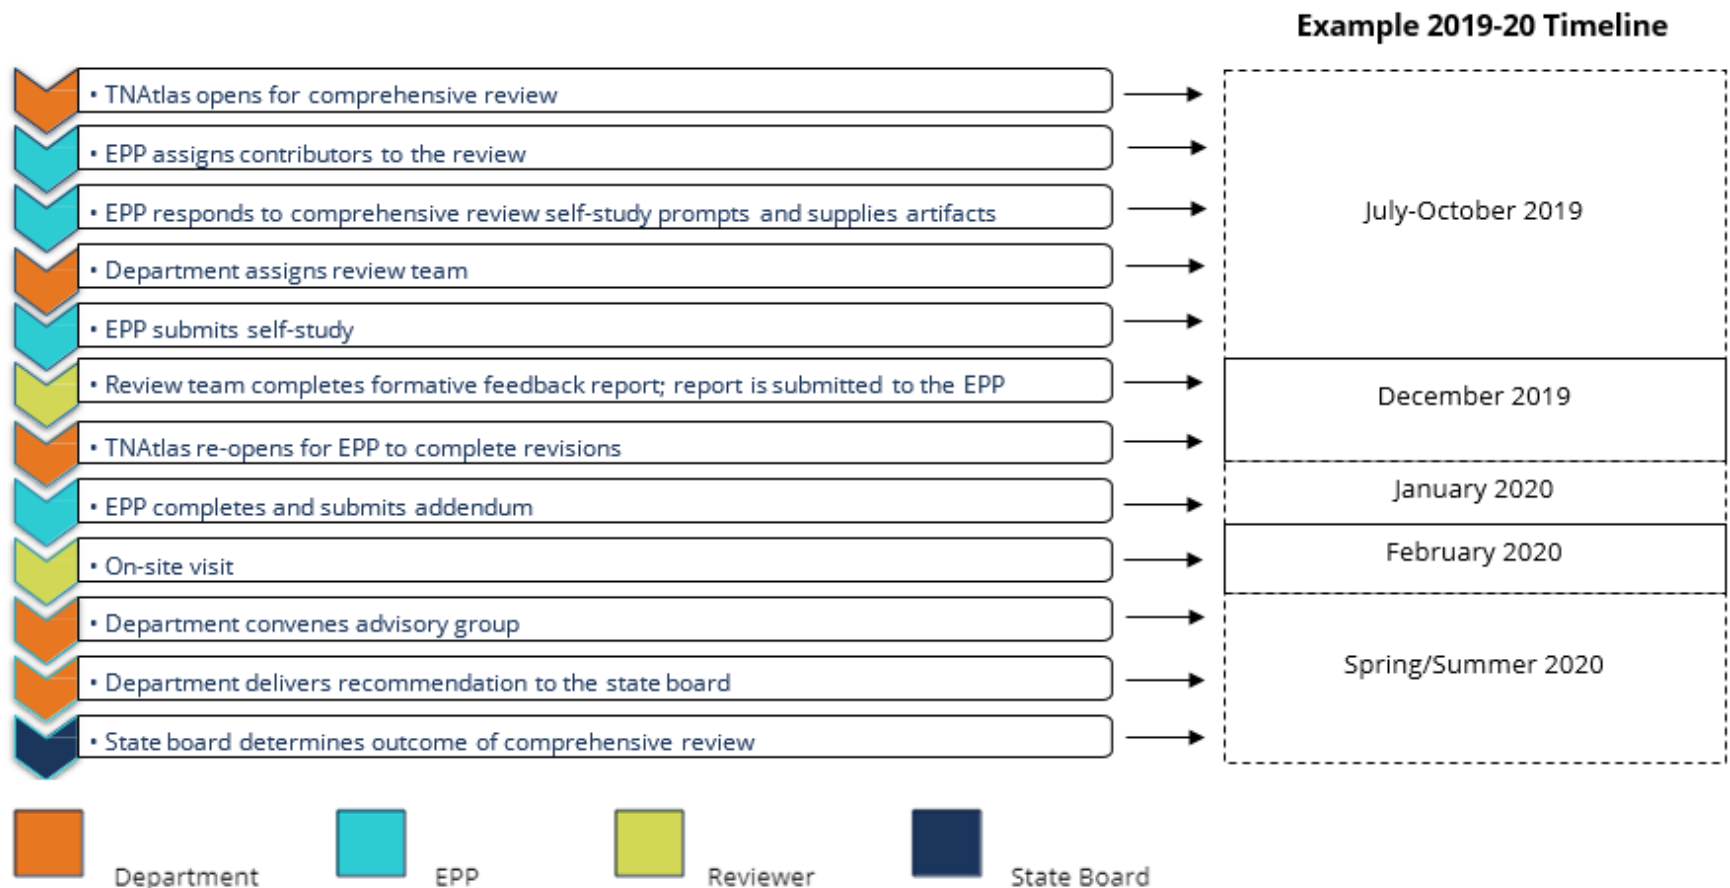 Example 2019-20 Timeline
• TNAtlas opens for comprehensive review
• EPP assigns contributors to the review
• EPP responds to comprehensive review self-study prompts and supplies artifacts
• Department assigns review team
• EPP submits self-study
July-October 2019
• Review team completes formative feedback report; report is submitted to the EPP
• TNAtlas re-opens for EPP to complete revisions
December 2019
• EPP completes and submits addendum
January 2020
• On-site visit
February 2020
• Department convenes advisory group
• Department delivers recommendation to the state board
• State board determines outcome of comprehensive review
Spring/Summer 2020
Department
EPP
Reviewer
State Board